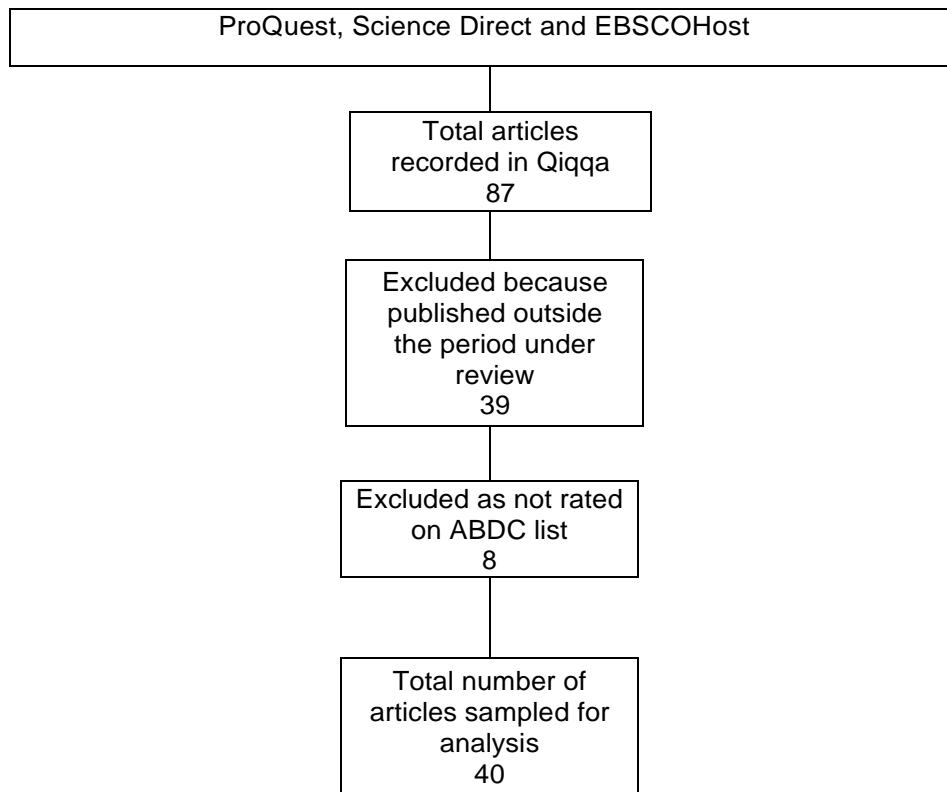 ProQuest, Science Direct and EBSCOHost
Total articles
recorded in Qiqqa
87
Excluded because
published outside
the period under
review
39
Excluded as not rated
on ABDC list
8
Total number of
articles sampled for
analysis
40